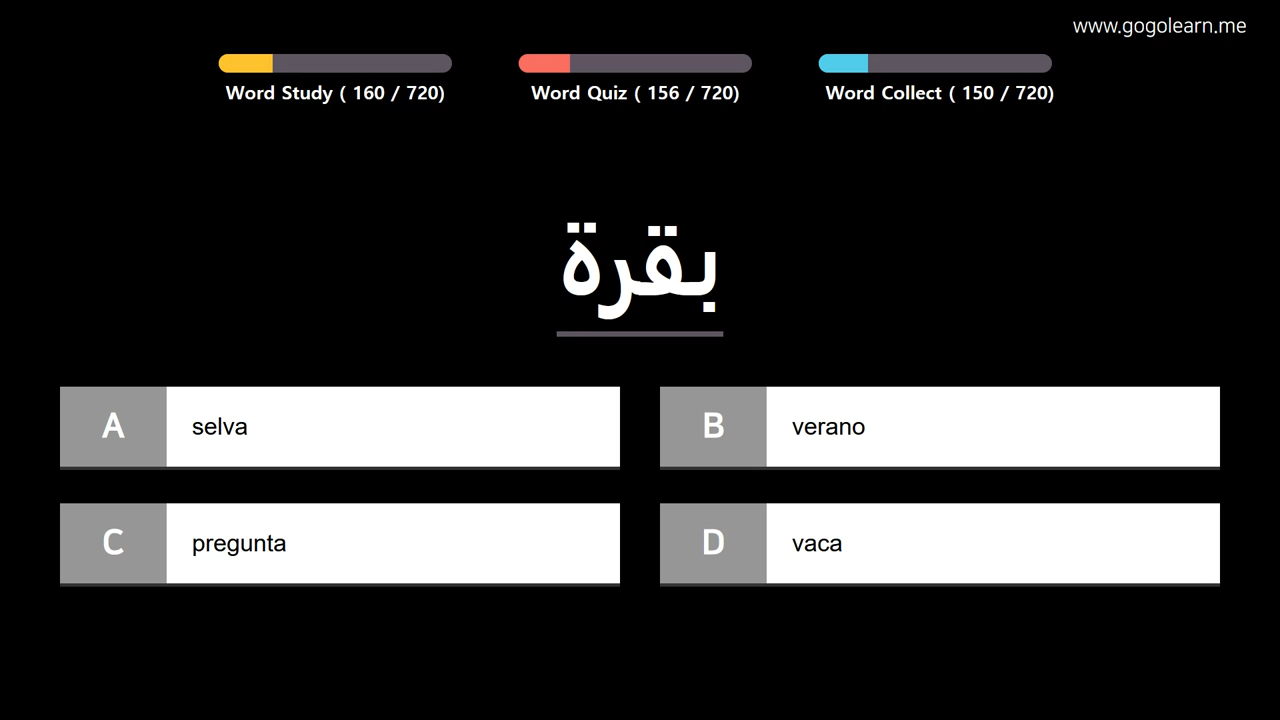 www.gogolearn.me
Word Study ( 160 / 720)
Word Quiz ( 156 / 720)
Word Collect ( 150 / 720)
بقرة
A selva
B verano
C pregunta
D vaca